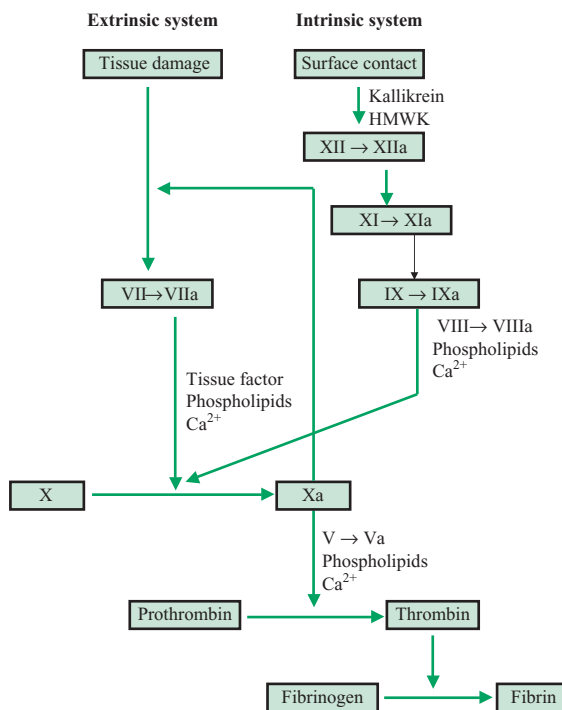 Extrinsic system
Intrinsic system
Tissue damage
Surface contact
Kallikrein
HMWK
XII → XIIa
XI → XIa
VII→VIIa
IX → IXa
VIII→ VIIIa
Phospholipids
Ca²⁺
Tissue factor
Phospholipids
Ca²⁺
X
Xa
V → Va
Phospholipids
Ca²⁺
Prothrombin
Thrombin
Fibrinogen
Fibrin